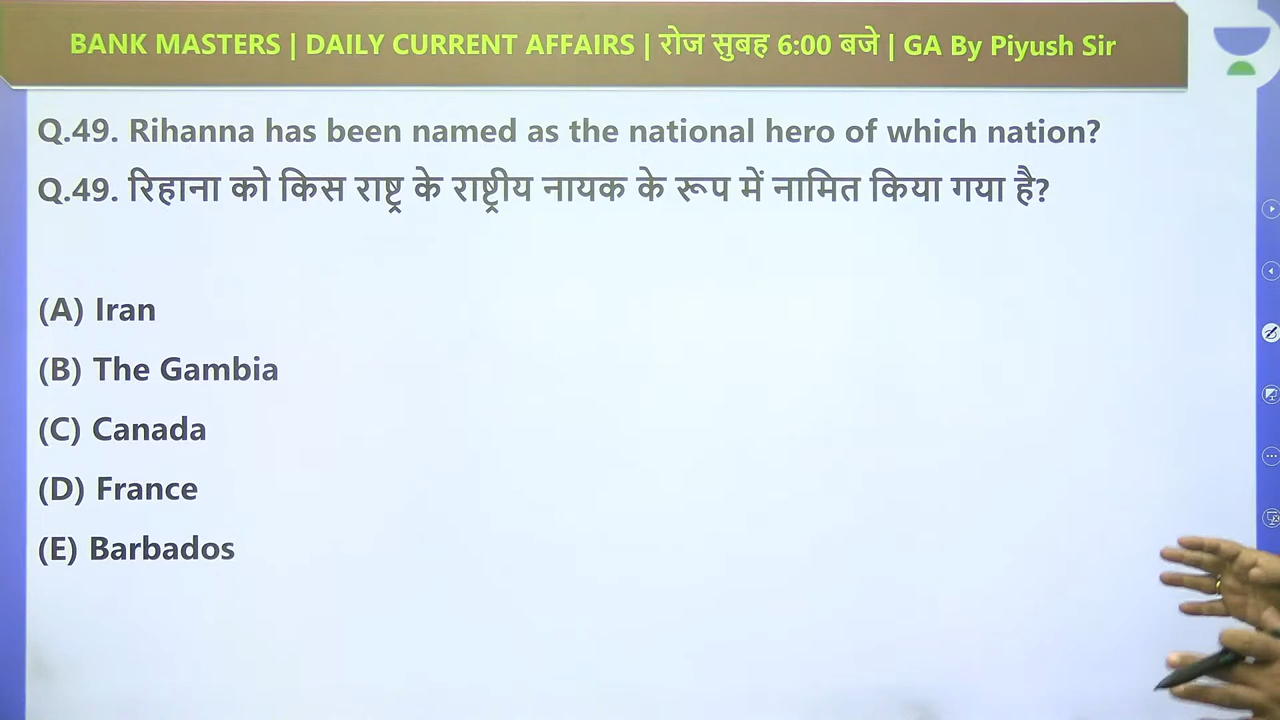 BANK MASTERS | DAILY CURRENT AFFAIRS | रोज सुबह 6:00 बजे | GA By Piyush Sir
Q.49. Rihanna has been named as the national hero of which nation?
Q.49. रिहाना को किस राष्ट्र के राष्ट्रीय नायक के रूप में नामित किया गया है?
(A) Iran
(B) The Gambia
(C) Canada
(D) France
(E) Barbados